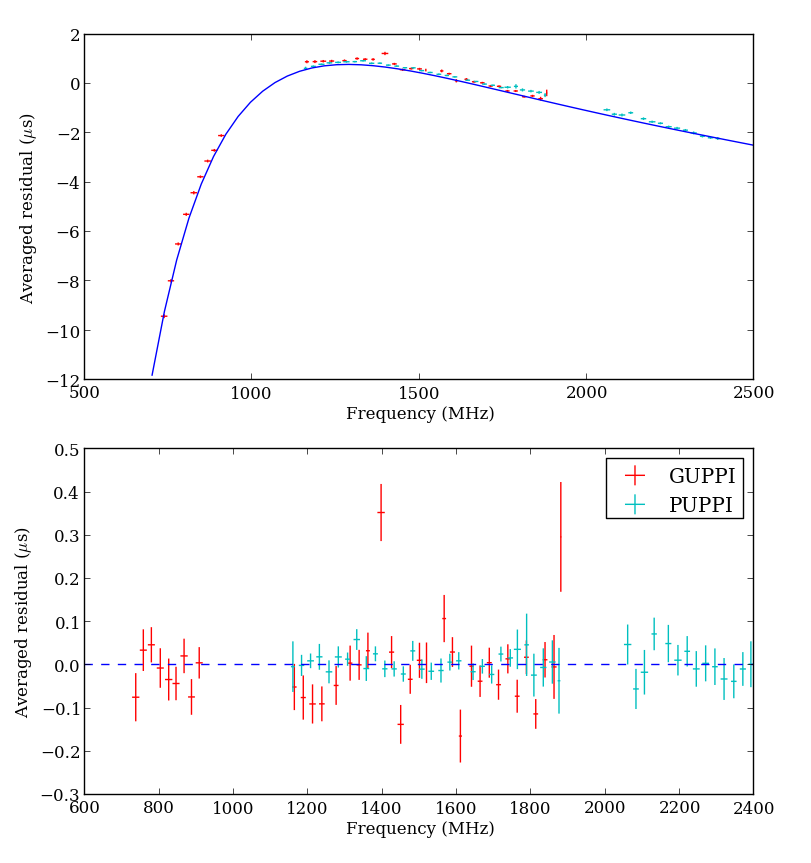 2
0
−2
−4
−6
−8
−10
−12
Averaged residual (μs)
500 1000 1500 2000 2500
Frequency (MHz)
0.5
0.4
0.3
0.2
0.1
0.0
−0.1
−0.2
−0.3
Averaged residual (μs)
GUPPI
PUPPI
600 800 1000 1200 1400 1600 1800 2000 2200 2400
Frequency (MHz)